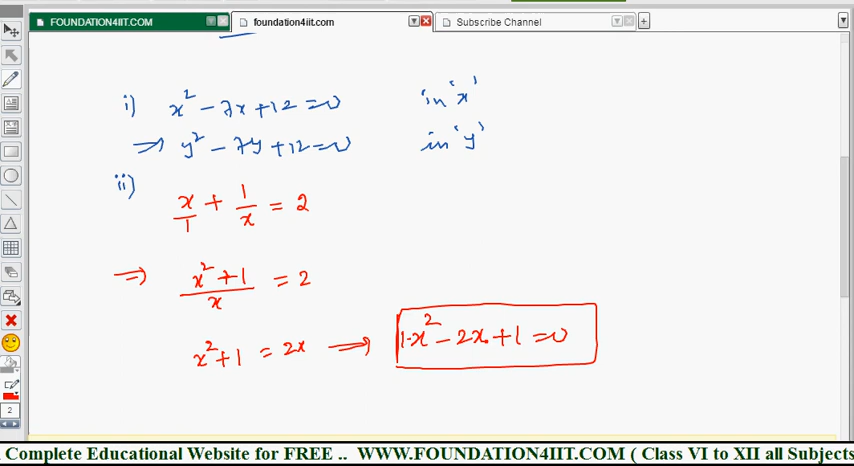 FOUNDATION4IIT.COM foundation4iit.com Subscribe Channel
i) x² - 7x + 12 = 0 in 'x'
⇒ y² - 7y + 12 = 0 in 'y'
ii)
x/1 + 1/x = 2
⇒ (x² + 1)/x = 2
x² + 1 = 2x ⟹ 1·x² - 2x + 1 = 0
2
Complete Educational Website for FREE .. WWW.FOUNDATION4IIT.COM ( Class VI to XII all Subjects